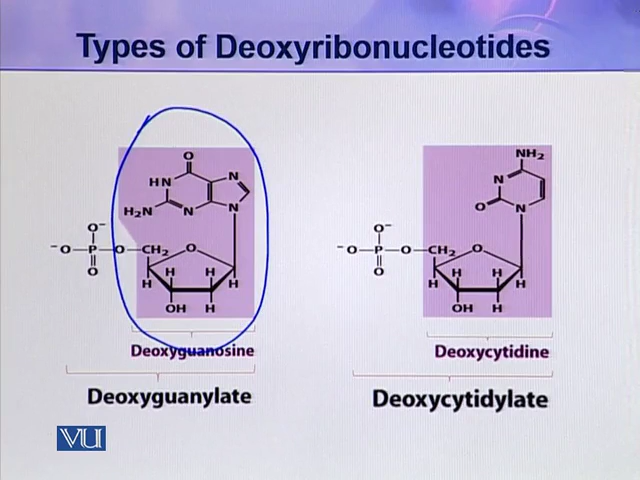 Types of Deoxyribonucleotides
O
HN
N
H₂N
N
N
O⁻
⁻O—P—O—CH₂
O
O
H
H
H
H
OH
H
NH₂
N
O
N
O⁻
⁻O—P—O—CH₂
O
O
H
H
H
H
OH
H
Deoxyguanosine
Deoxycytidine
Deoxyguanylate
Deoxycytidylate
VU